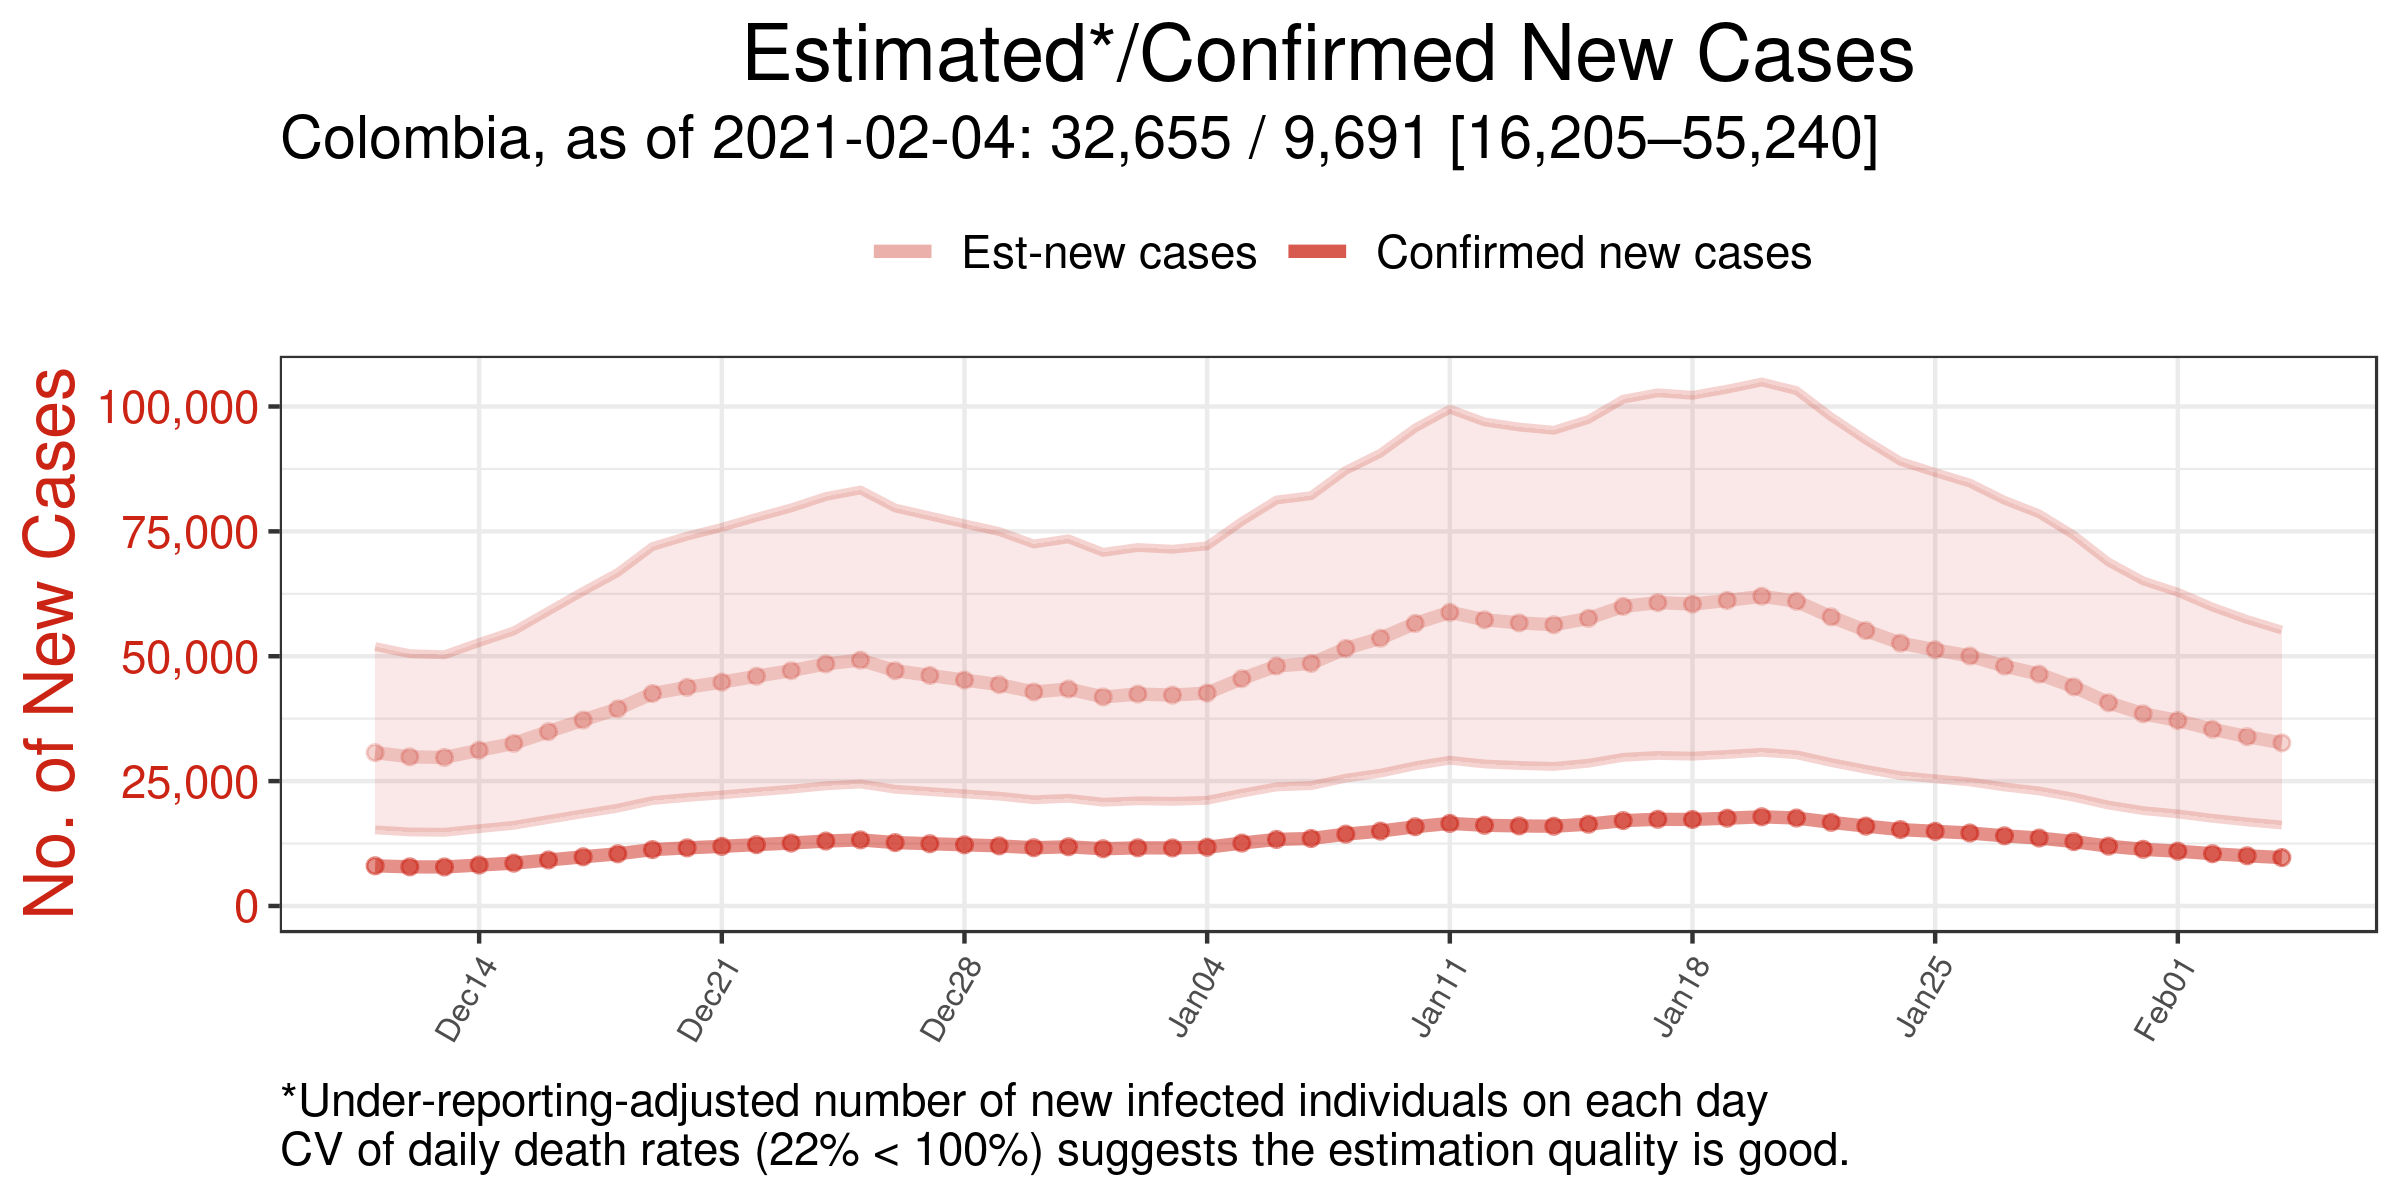 Estimated*/Confirmed New Cases
Colombia, as of 2021-02-04: 32,655 / 9,691 [16,205–55,240]
Est-new cases
Confirmed new cases
No. of New Cases
100,000
75,000
50,000
25,000
0
Dec14
Dec21
Dec28
Jan04
Jan11
Jan18
Jan25
Feb01
*Under-reporting-adjusted number of new infected individuals on each day
CV of daily death rates (22% < 100%) suggests the estimation quality is good.